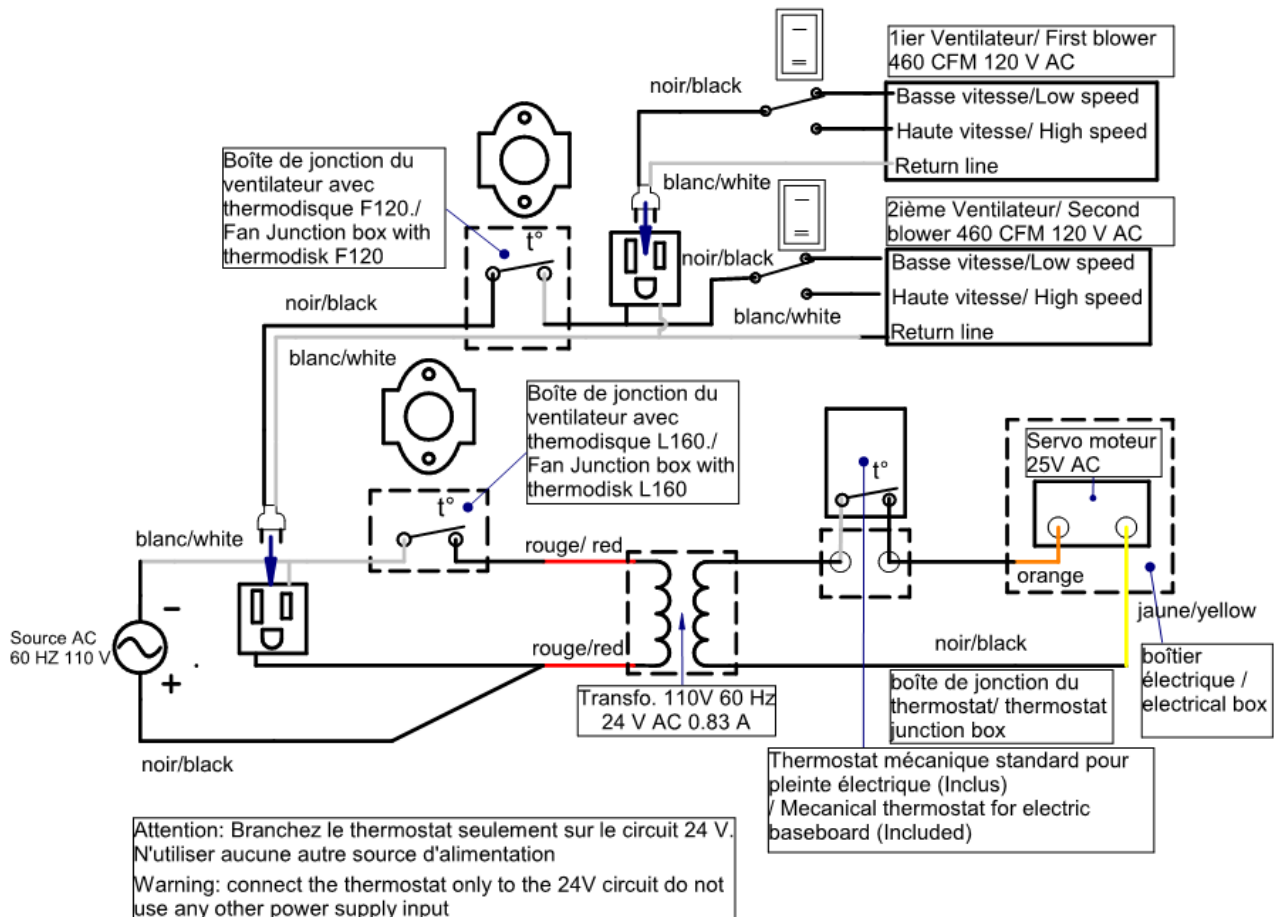 1ier Ventilateur/ First blower
460 CFM 120 V AC
noir/black
Basse vitesse/Low speed
Haute vitesse/ High speed
Return line
blanc/white
Boîte de jonction du
ventilateur avec
thermodisque F120./
Fan Junction box with
thermodisk F120
t°
2ième Ventilateur/ Second
blower 460 CFM 120 V AC
noir/black
Basse vitesse/Low speed
Haute vitesse/ High speed
Return line
blanc/white
noir/black
blanc/white
Boîte de jonction du
ventilateur avec
themodisque L160./
Fan Junction box with
thermodisk L160
t°
t°
Servo moteur
25V AC
blanc/white
rouge/ red
orange
jaune/yellow
Source AC
60 HZ 110 V
−
+
rouge/red
noir/black
Transfo. 110V 60 Hz
24 V AC 0.83 A
boîte de jonction du
thermostat/ thermostat
junction box
boîtier
électrique /
electrical box
noir/black
Thermostat mécanique standard pour
pleinte électrique (Inclus)
/ Mecanical thermostat for electric
baseboard (Included)
Attention: Branchez le thermostat seulement sur le circuit 24 V.
N'utiliser aucune autre source d'alimentation
Warning: connect the thermostat only to the 24V circuit do not
use any other power supply input